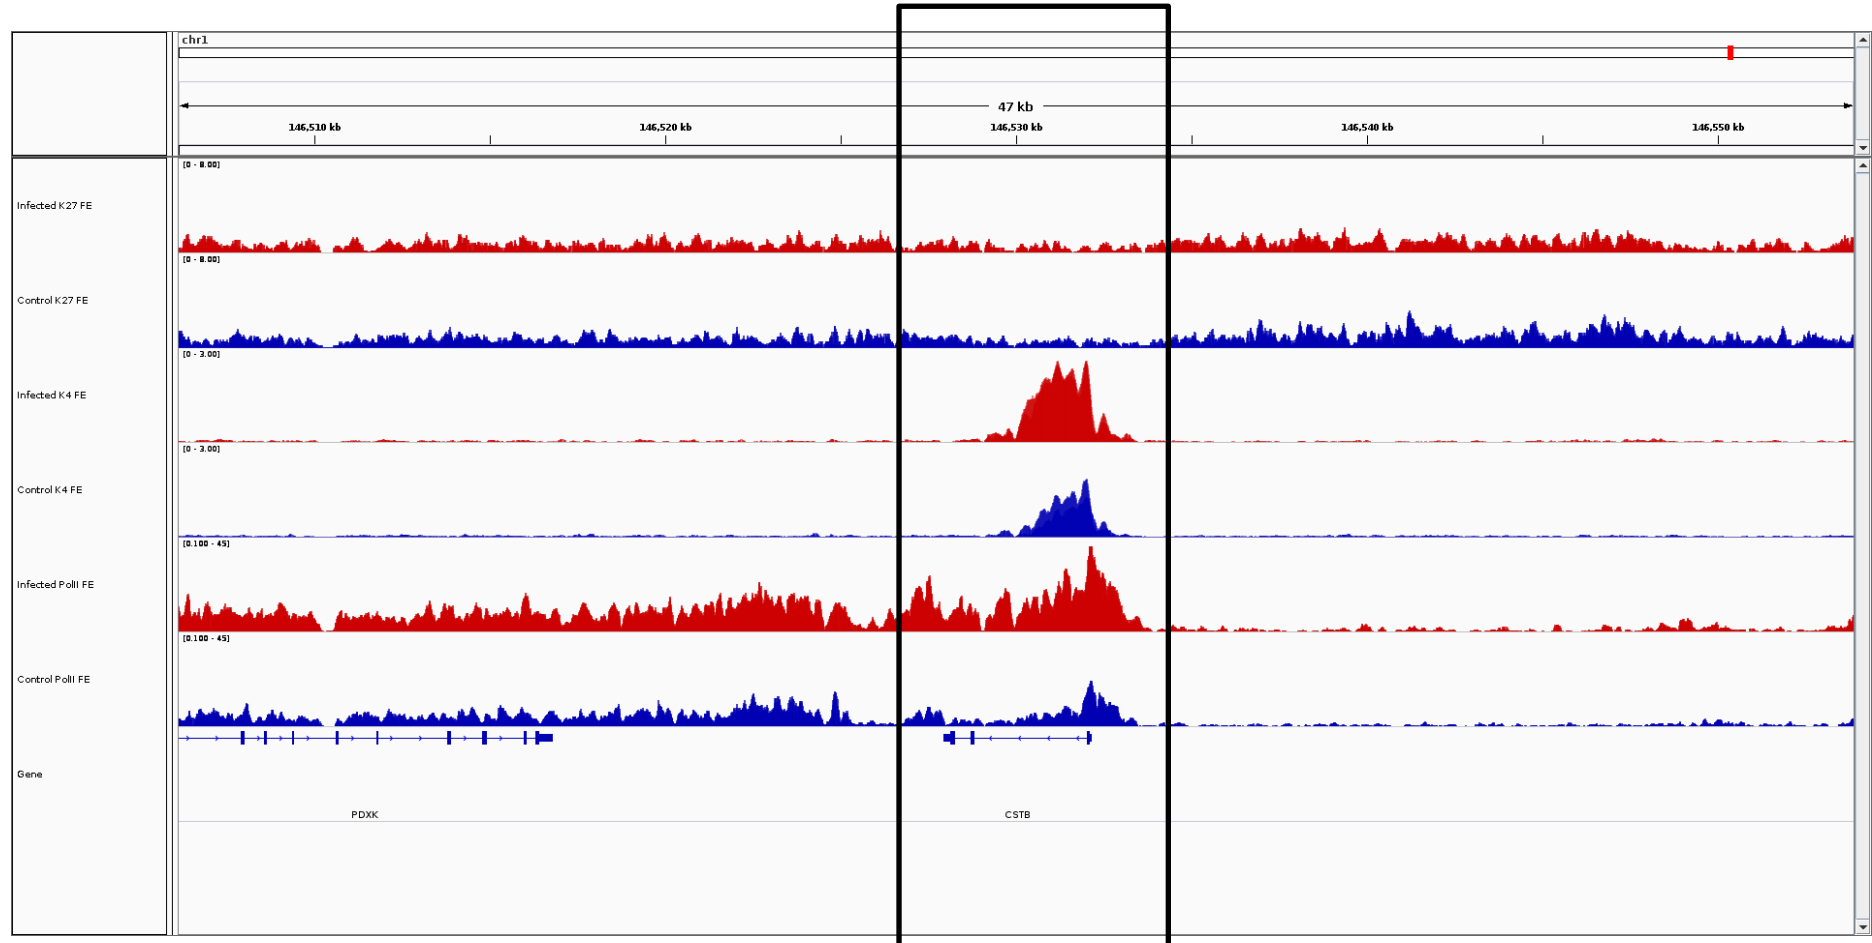 chr1
47 kb
146,510 kb 146,520 kb 146,530 kb 146,540 kb 146,550 kb
[0 - 8.00]
Infected K27 FE
[0 - 8.00]
Control K27 FE
[0 - 3.00]
Infected K4 FE
[0 - 3.00]
Control K4 FE
[0.100 - 45]
Infected PolII FE
[0.100 - 45]
Control PolII FE
Gene
PDXK CSTB